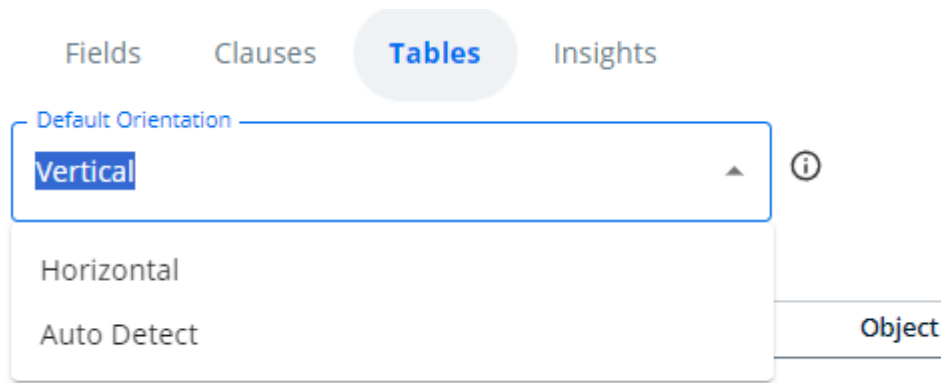 Fields Clauses Tables Insights
Default Orientation
Vertical
Horizontal
Auto Detect
Object